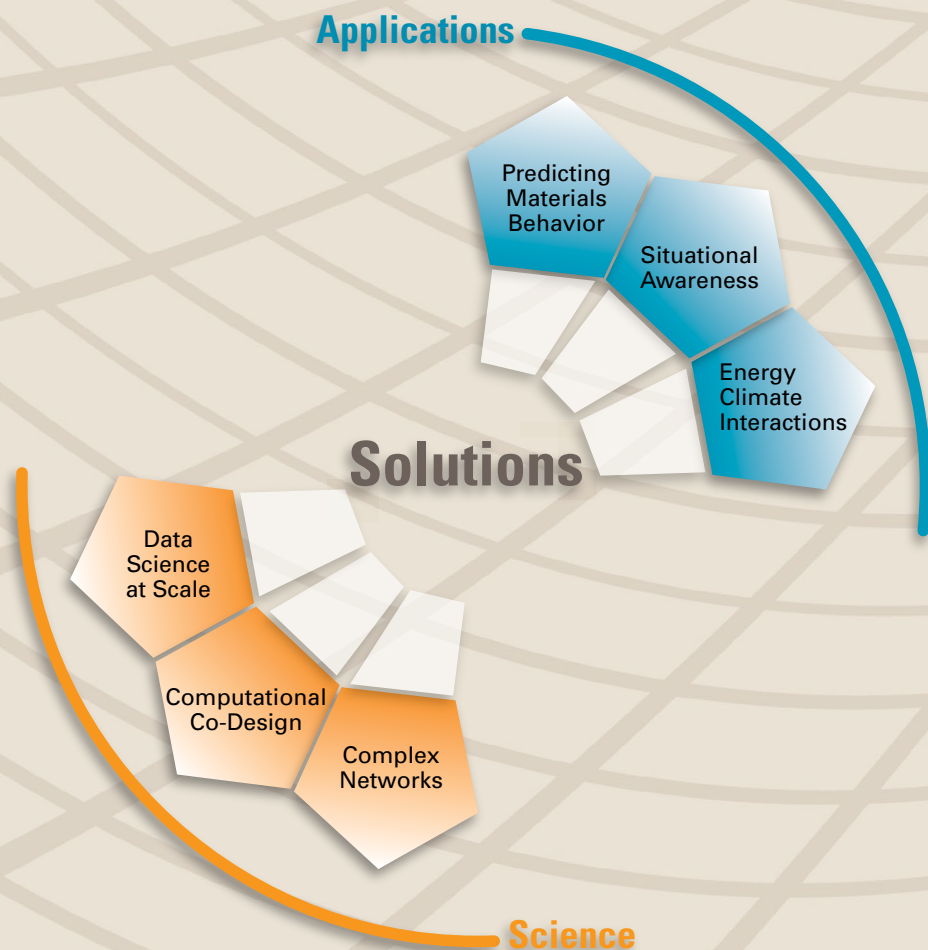 Applications
Predicting
Materials
Behavior
Situational
Awareness
Energy
Climate
Interactions
Solutions
Data
Science
at Scale
Computational
Co-Design
Complex
Networks
Science